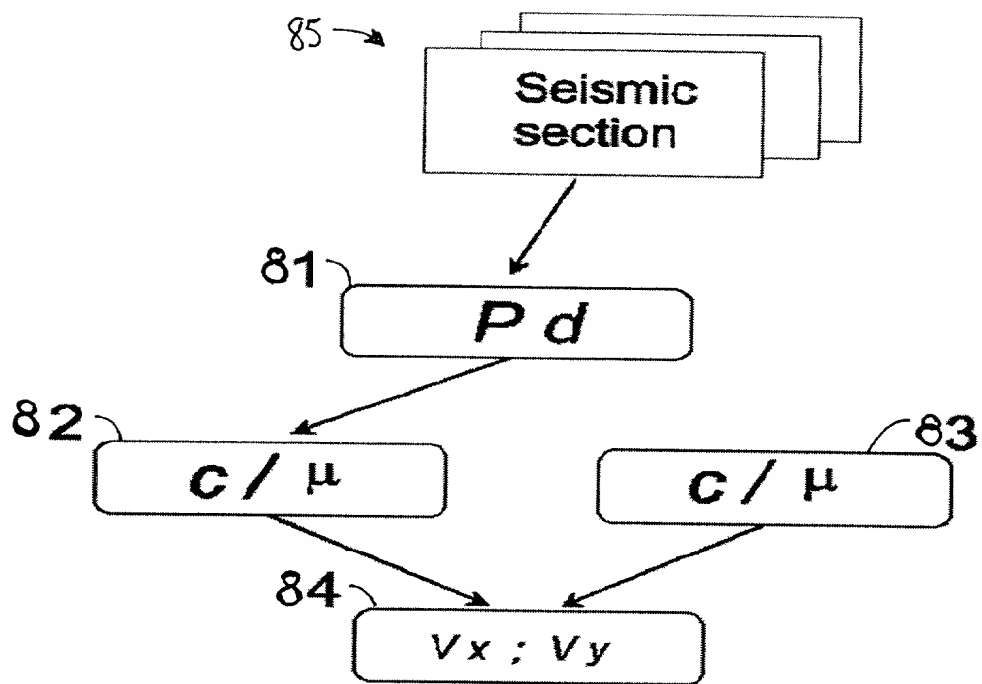 85
Seismic
section
81
P d
82
83
c / μ
c / μ
84
Vx ; Vy